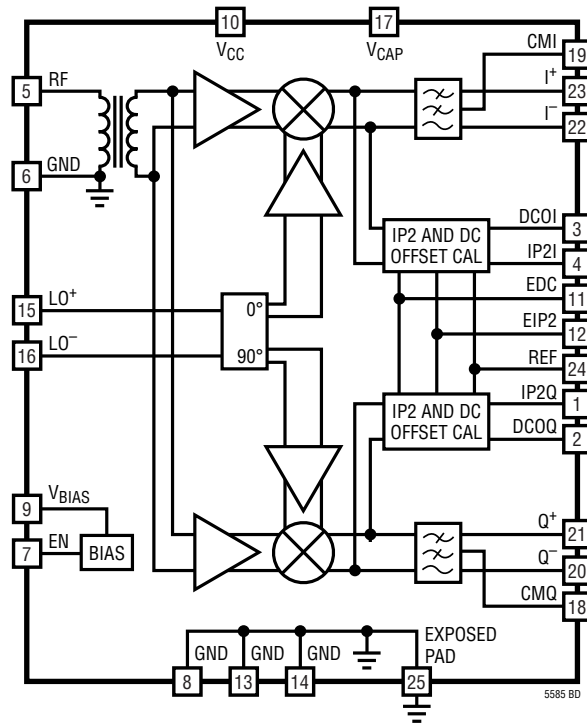 10
17
V_CC
V_CAP
CMI
19
5
RF
I+
23
I−
22
6
GND
DCOI
3
IP2 AND DC
OFFSET CAL
IP2I
4
EDC
11
15
LO+
0°
EIP2
12
16
LO−
90°
REF
24
IP2Q
1
IP2 AND DC
OFFSET CAL
DCOQ
2
9
V_BIAS
Q+
21
7
EN
BIAS
Q−
20
CMQ
18
GND
GND
GND
EXPOSED
PAD
8
13
14
25
5585 BD